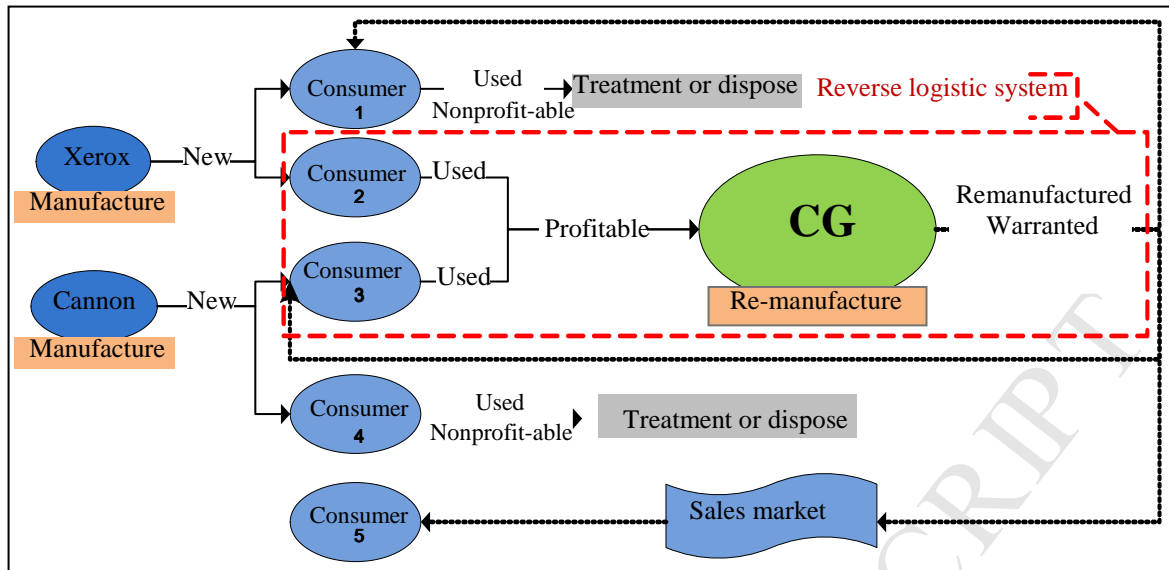 Consumer
1
Used
Nonprofit-able
Treatment or dispose
Reverse logistic system
Xerox
Manufacture
New
Consumer
2
Used
Profitable
CG
Re-manufacture
Remanufactured
Warranted
Consumer
3
Used
Cannon
Manufacture
New
Consumer
4
Used
Nonprofit-able
Treatment or dispose
Consumer
5
Sales market
CRIPT